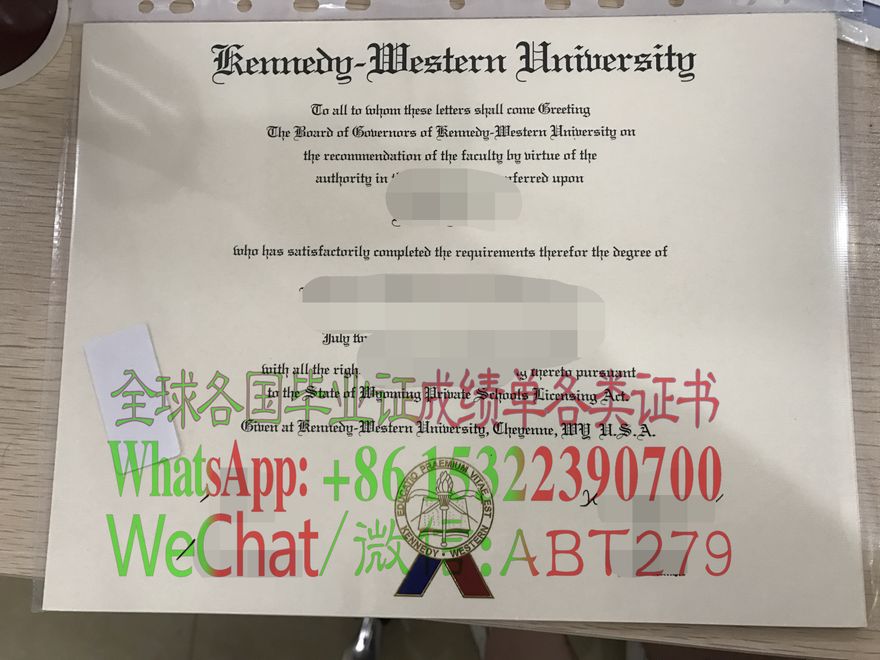 Kennedy-Western University
To all to whom these letters shall come Greeting
The Board of Governors of Kennedy-Western University on
the recommendation of the faculty by virtue of the
authority in upon
who has satisfactorily completed the requirements therefor the degree of
July
with all the thereto pursuant
全球各国毕业证成绩单各类证书
to the State of Wyoming Private Schools Licensing Act.
Given at Kennedy-Western University, Cheyenne, WY U.S.A.
WhatsApp: +86 15322390700
EDUCATIO PRAEMIUM VITAE EST
KENNEDY • WESTERN
WeChat/微信:ABT279